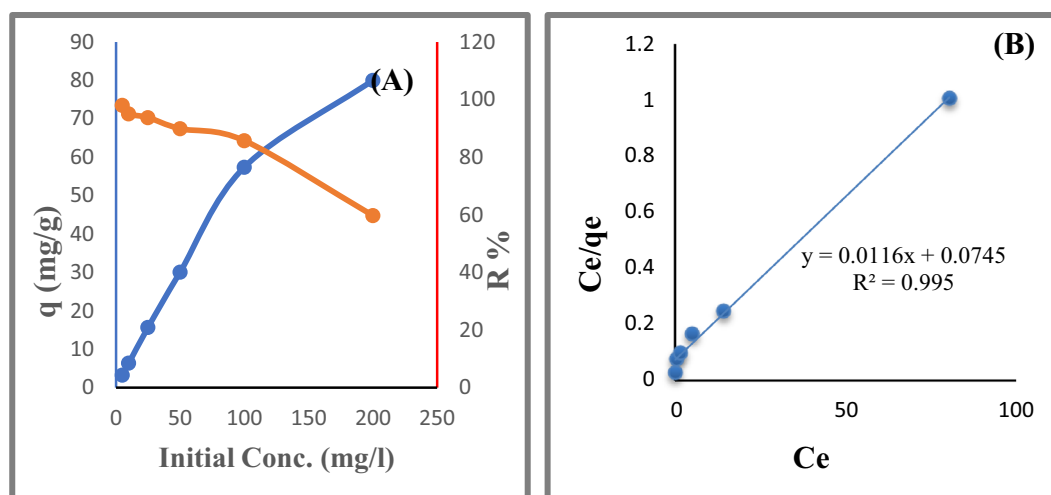 (A)
q (mg/g)
90
80
70
60
50
40
30
20
10
0
120
100
80
60
40
20
0
R %
0 50 100 150 200 250
Initial Conc. (mg/l)
(B)
Ce/qe
1.2
1
0.8
0.6
0.4
0.2
0
y = 0.0116x + 0.0745
R² = 0.995
0 50 100
Ce